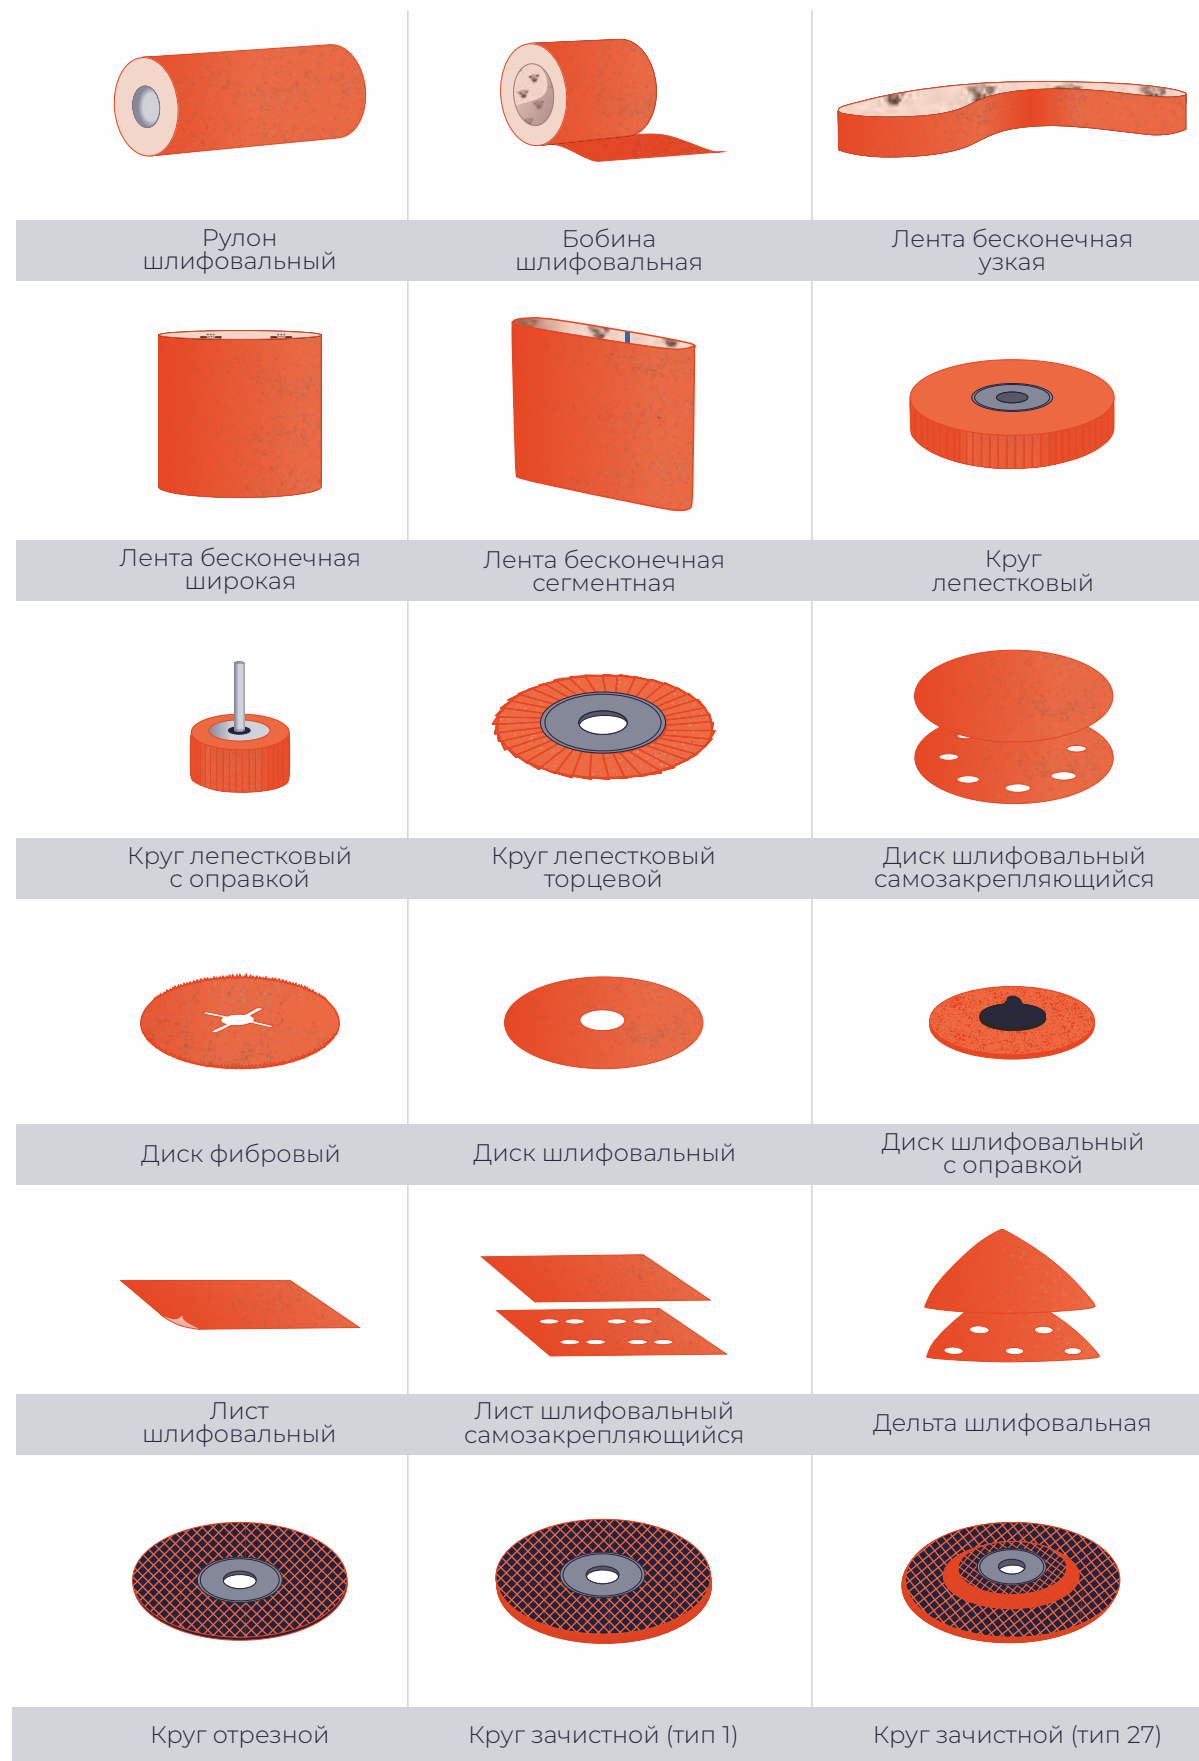 Рулон
шлифовальный
Бобина
шлифовальная
Лента бесконечная
узкая
Лента бесконечная
широкая
Лента бесконечная
сегментная
Круг
лепестковый
Круг лепестковый
с оправкой
Круг лепестковый
торцевой
Диск шлифовальный
самозакрепляющийся
Диск фибровый
Диск шлифовальный
Диск шлифовальный
с оправкой
Лист
шлифовальный
Лист шлифовальный
самозакрепляющийся
Дельта шлифовальная
Круг отрезной
Круг зачистной (тип 1)
Круг зачистной (тип 27)